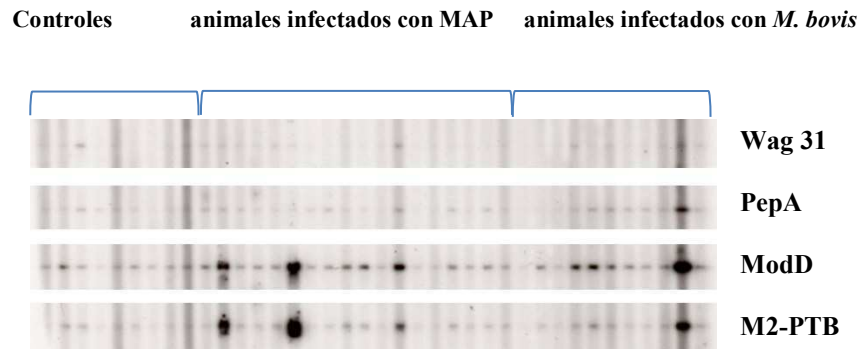 Controles animales infectados con MAP animales infectados con M. bovis
Wag 31
PepA
ModD
M2-PTB